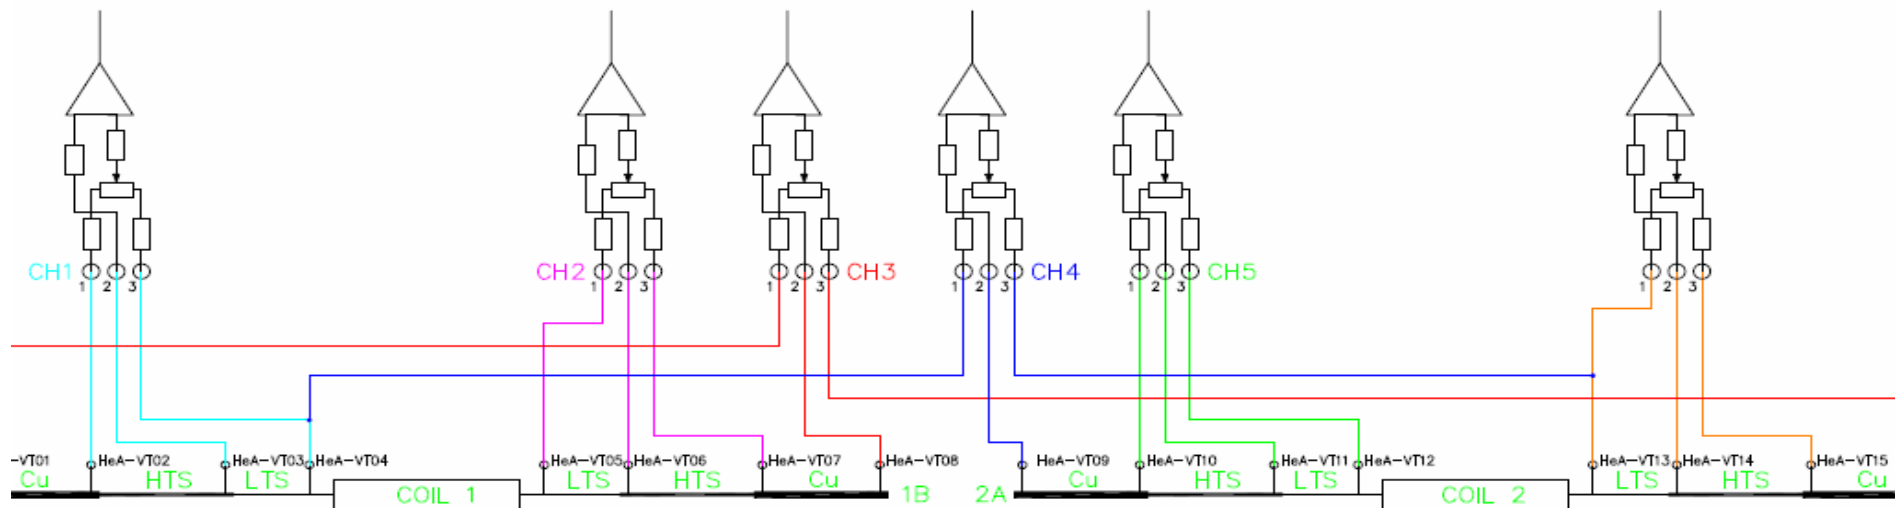 CH1 CH2 CH3 CH4 CH5
1 2 3 1 2 3 1 2 3 1 2 3 1 2 3 1 2 3
-VT01 HeA-VT02 HeA-VT03 HeA-VT04 HeA-VT05 HeA-VT06 HeA-VT07 HeA-VT08 HeA-VT09 HeA-VT10 HeA-VT11 HeA-VT12 HeA-VT13 HeA-VT14 HeA-VT15
Cu HTS LTS COIL 1 LTS HTS Cu 1B 2A Cu HTS LTS COIL 2 LTS HTS Cu